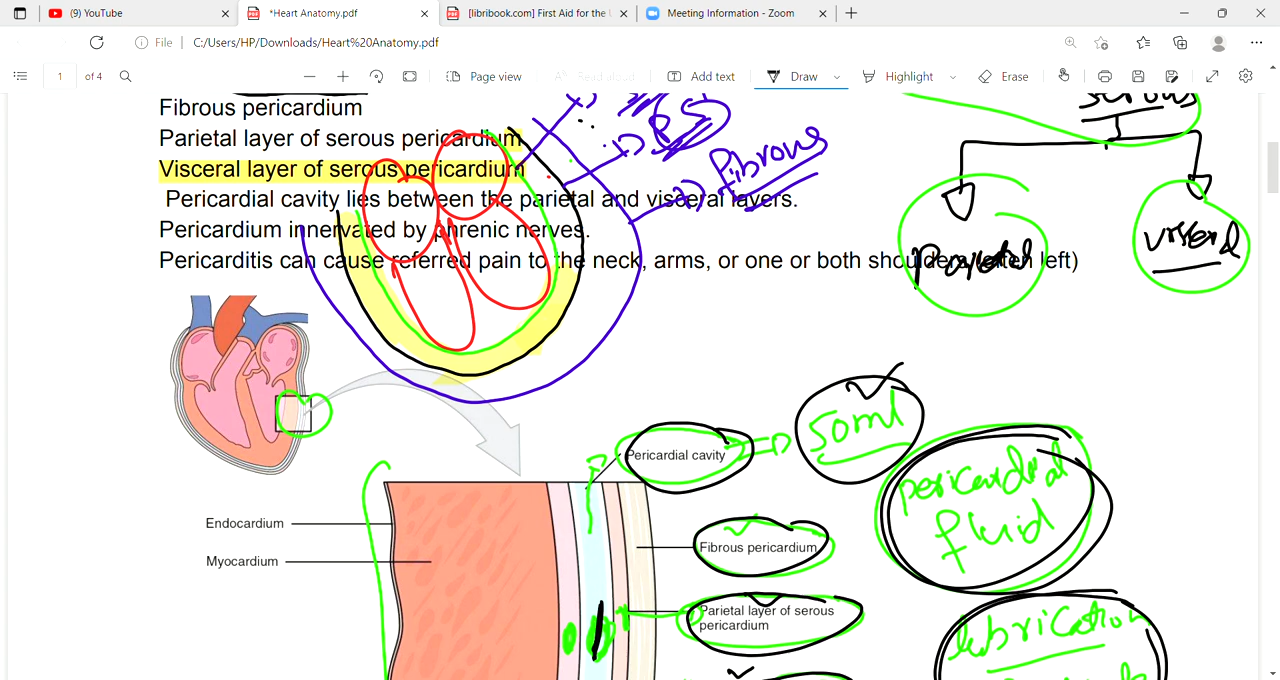 (9) YouTube
*Heart Anatomy.pdf
[libribook.com] First Aid for the
Meeting Information - Zoom
File
C:/Users/HP/Downloads/Heart%20Anatomy.pdf
1 of 4
Page view
Read aloud
Add text
Draw
Highlight
Erase
serous
Fibrous pericardium
Parietal layer of serous pericardium
Visceral layer of serous pericardium
Fibrous
Pericardial cavity lies between the parietal and visceral layers.
Pericardium innervated by phrenic nerves.
Pericarditis can cause referred pain to the neck, arms, or one or both shoulders (often left)
50ml
Pericardial cavity
pericardial
fluid
Endocardium
Fibrous pericardium
Myocardium
Parietal layer of serous
pericardium
lubrication